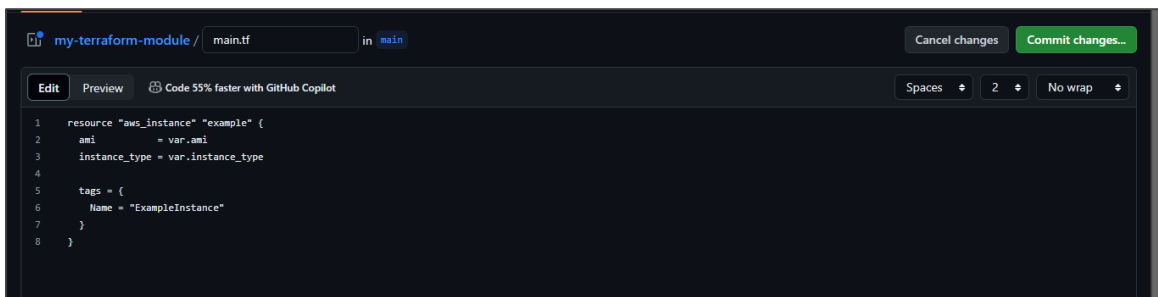 my-terraform-module / main.tf in main Cancel changes Commit changes...
Edit Preview Code 55% faster with GitHub Copilot Spaces 2 No wrap
1 resource "aws_instance" "example" {
2   ami           = var.ami
3   instance_type = var.instance_type
4
5   tags = {
6     Name = "ExampleInstance"
7   }
8 }